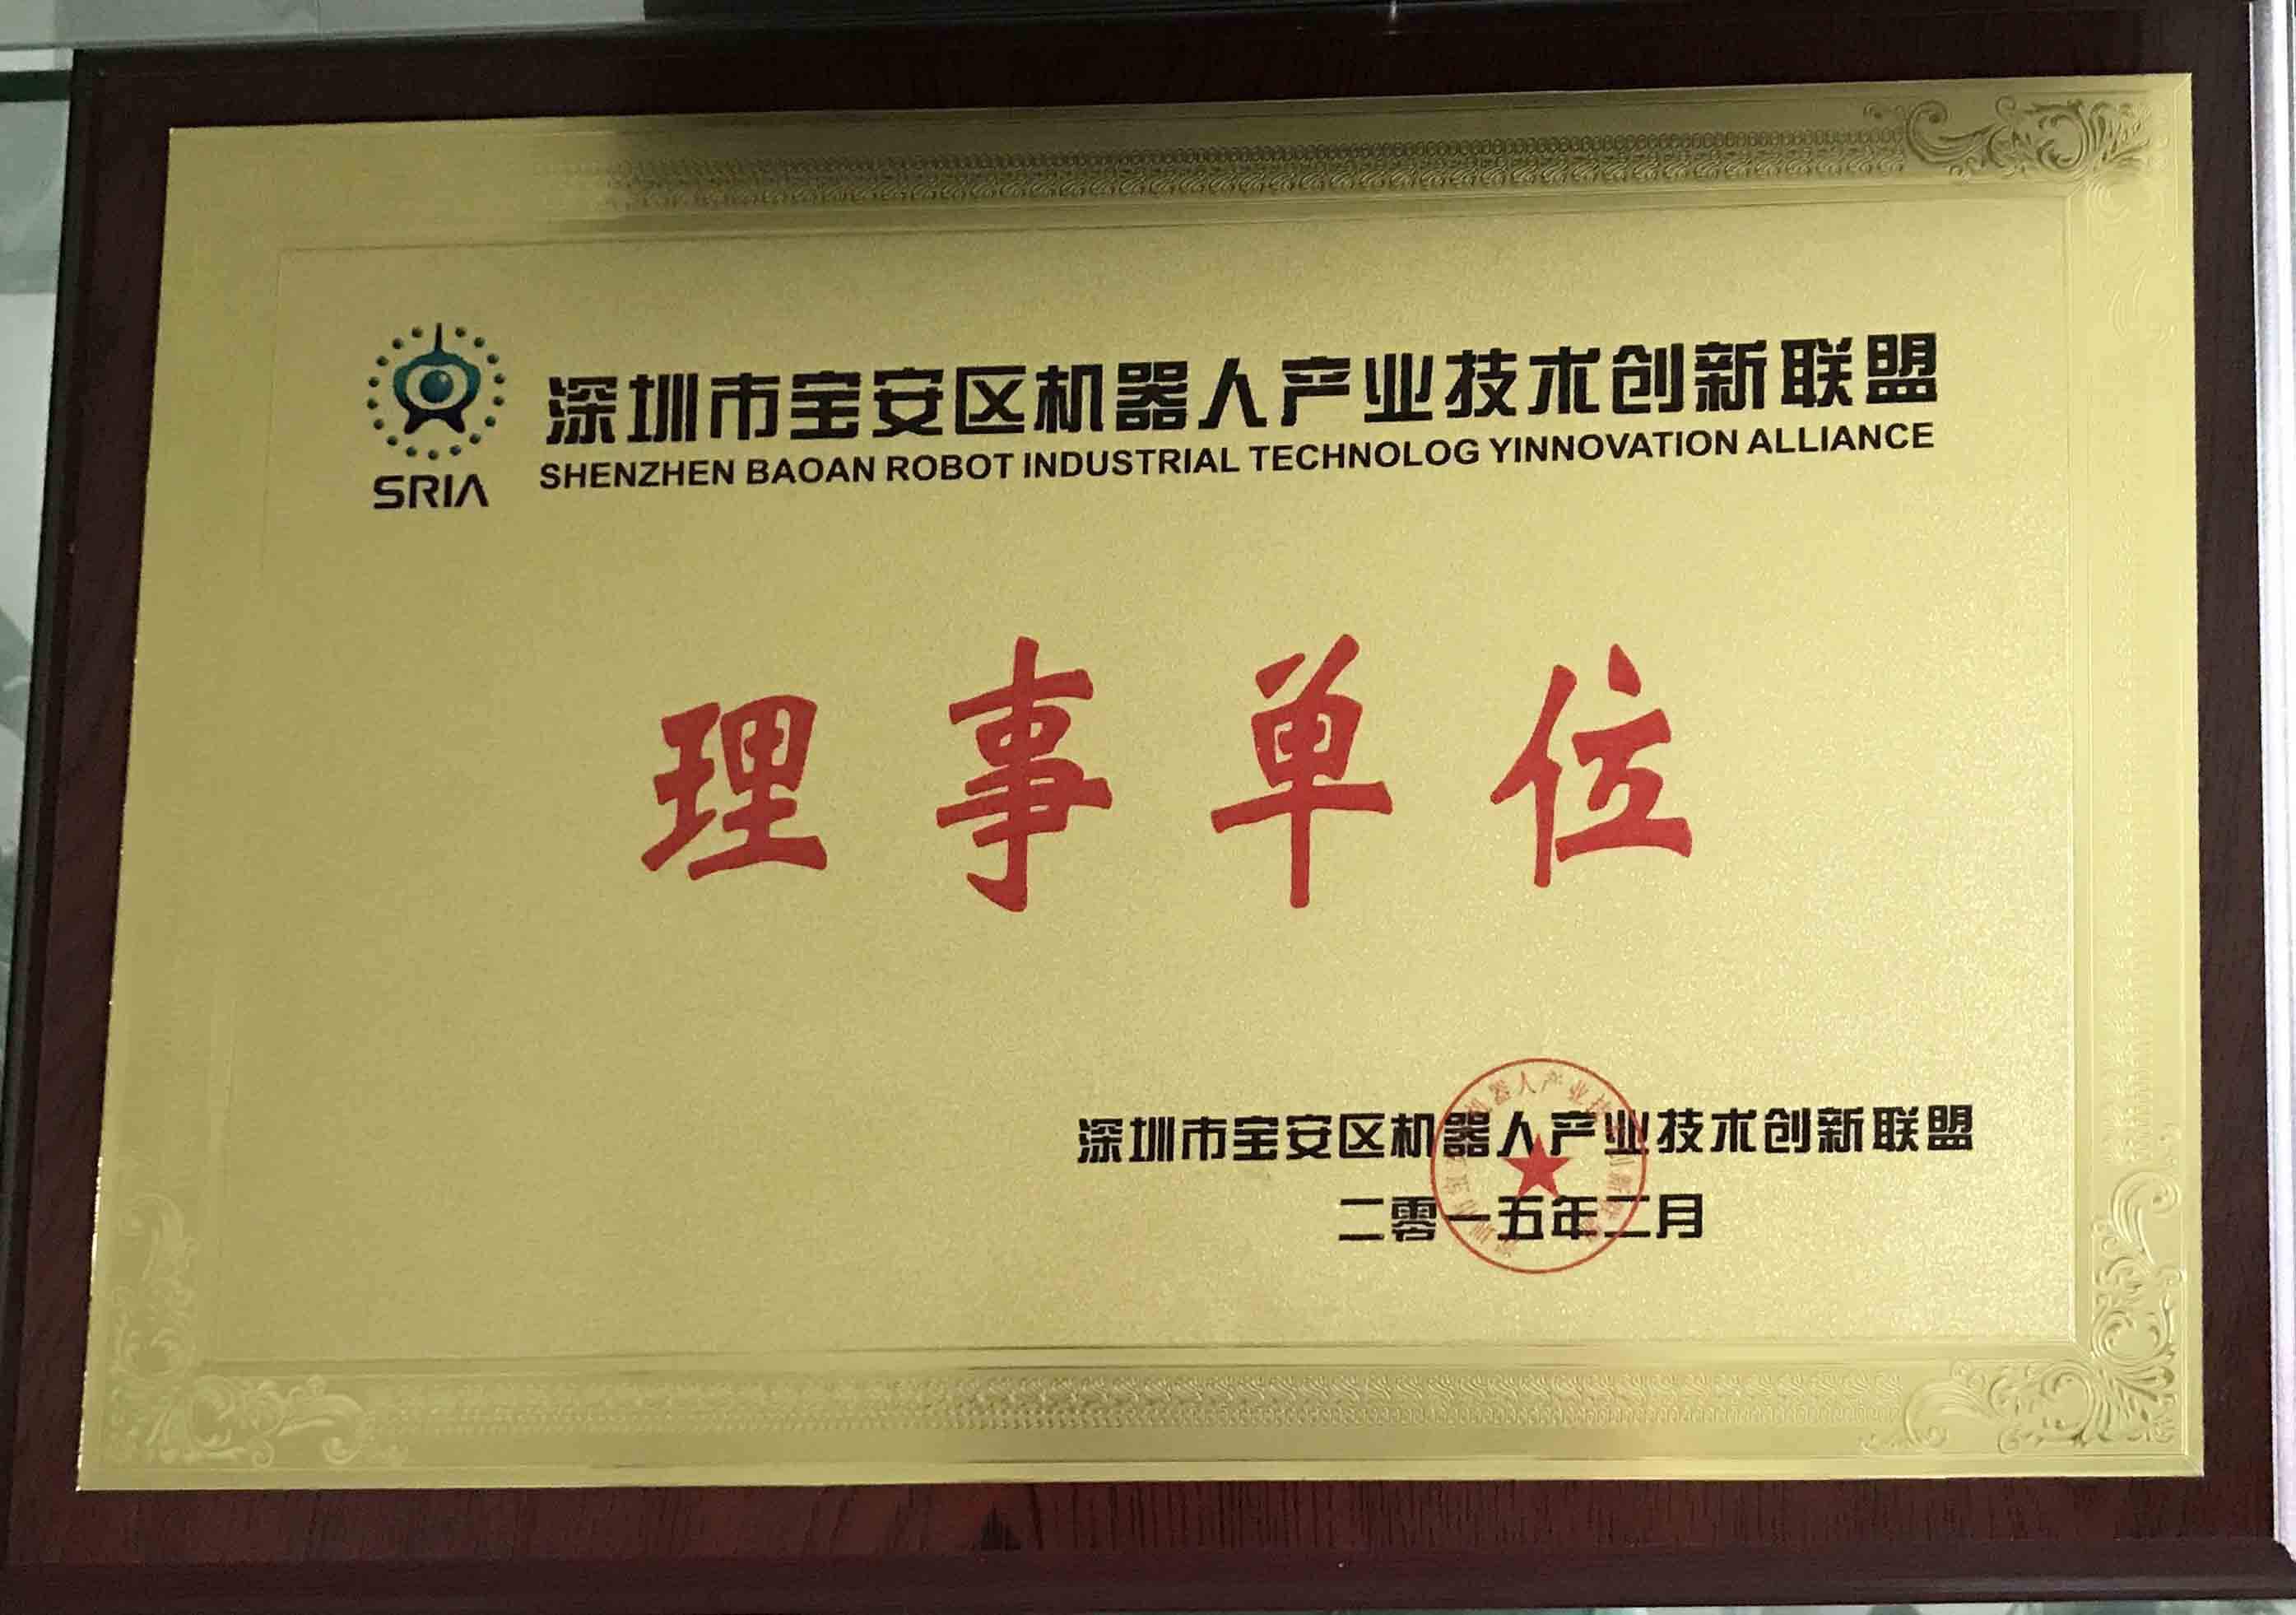 深圳市宝安区机器人产业技术创新联盟
SHENZHEN BAOAN ROBOT INDUSTRIAL TECHNOLOG YINNOVATION ALLIANCE
SRIA
理事单位
深圳市宝安区机器人产业技术创新联盟
二零一五年二月